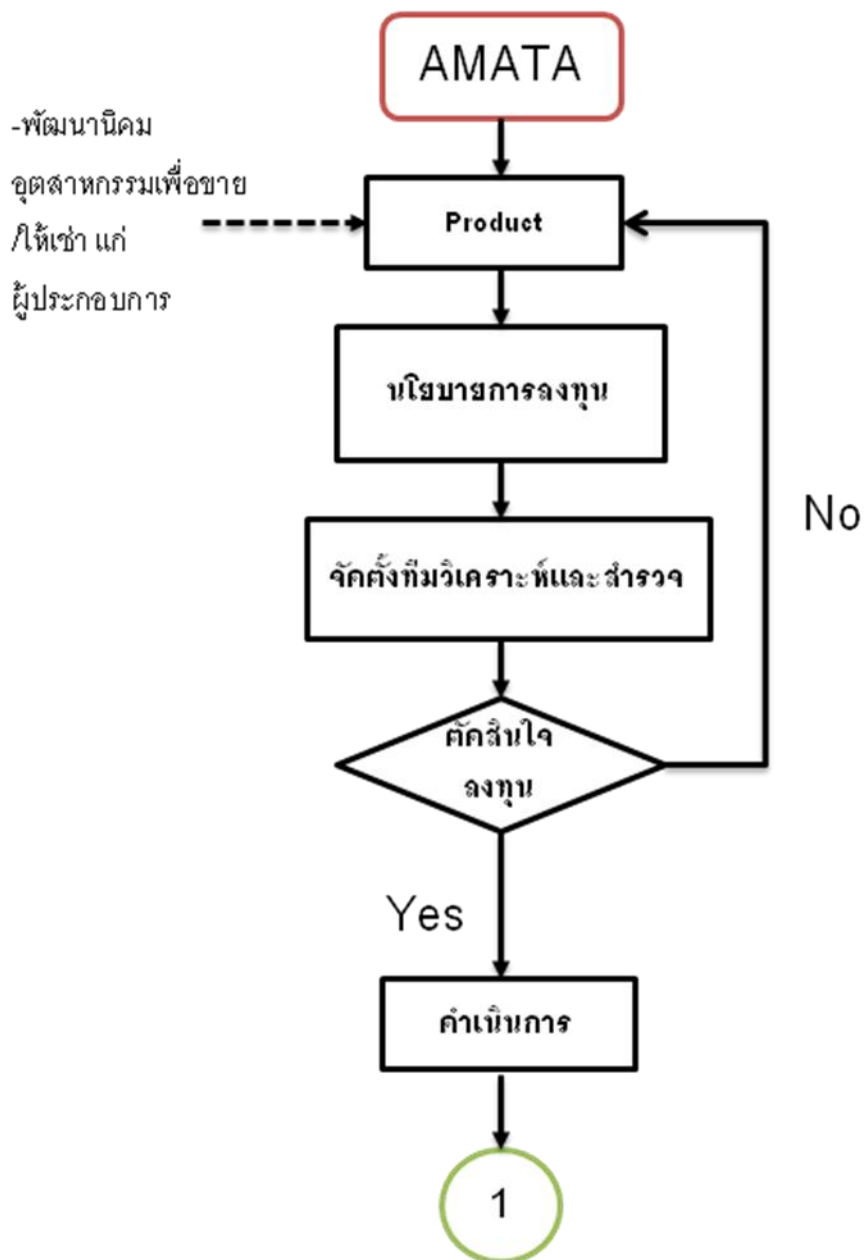 AMATA
-พัฒนานิคม
อุตสาหกรรมเพื่อขาย
/ให้เช่า แก่
ผู้ประกอบการ
Product
นโยบายการลงทุน
No
จัดตั้งทีมวิเคราะห์และสำรวจ
ตัดสินใจ
ลงทุน
Yes
ดำเนินการ
1